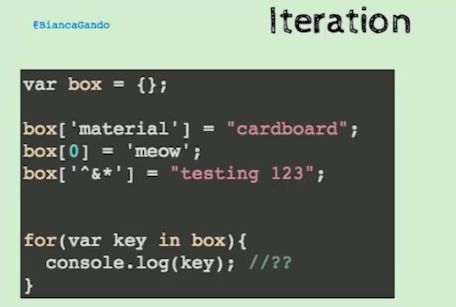 @BiancaGando
Iteration
var box = {};
box['material'] = "cardboard";
box[0] = 'meow';
box['^&*'] = "testing 123";
for(var key in box){
console.log(key); //??
}